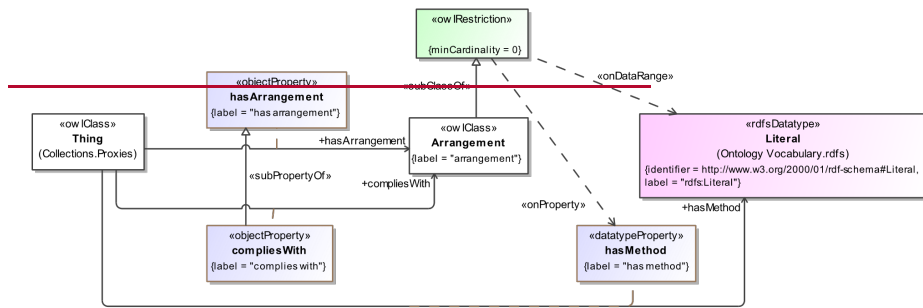 «owlRestriction»
{minCardinality = 0}
«onDataRange»
«objectProperty»
hasArrangement
{label = "has arrangement"}
«subClassOf»
«owlClass»
Thing
(Collections.Proxies)
+hasArrangement
«owlClass»
Arrangement
{label = "arrangement"}
«rdfsDatatype»
Literal
(Ontology Vocabulary.rdfs)
{identifier = http://www.w3.org/2000/01/rdf-schema#Literal,
label = "rdfs:Literal"}
«subPropertyOf»
+compliesWith
«onProperty»
+hasMethod
«objectProperty»
compliesWith
{label = "complies with"}
«datatypeProperty»
hasMethod
{label = "has method"}